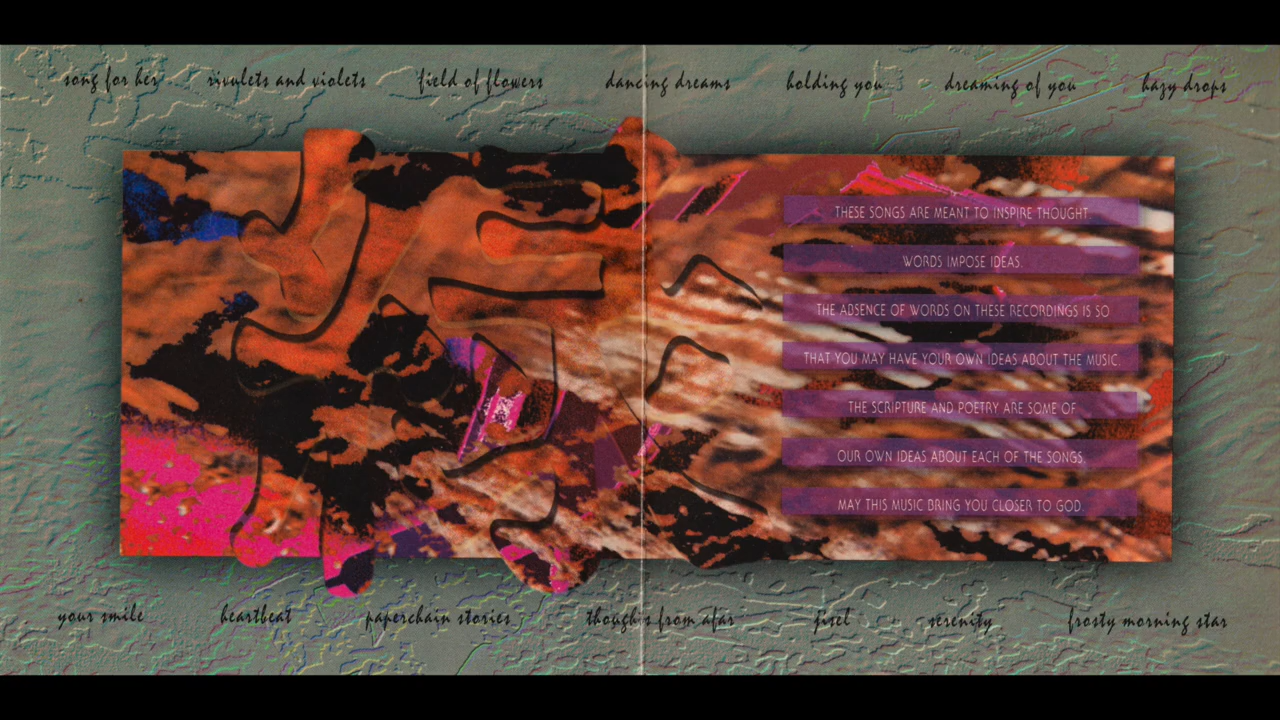 song for her rivulets and violets field of flowers dancing dreams holding you dreaming of you hazy drops
THESE SONGS ARE MEANT TO INSPIRE THOUGHT.
WORDS IMPOSE IDEAS.
THE ABSENCE OF WORDS ON THESE RECORDINGS IS SO
THAT YOU MAY HAVE YOUR OWN IDEAS ABOUT THE MUSIC.
THE SCRIPTURE AND POETRY ARE SOME OF
OUR OWN IDEAS ABOUT EACH OF THE SONGS.
MAY THIS MUSIC BRING YOU CLOSER TO GOD.
your smile heartbeat paperchain stories thoughts from afar gisel serenity frosty morning star